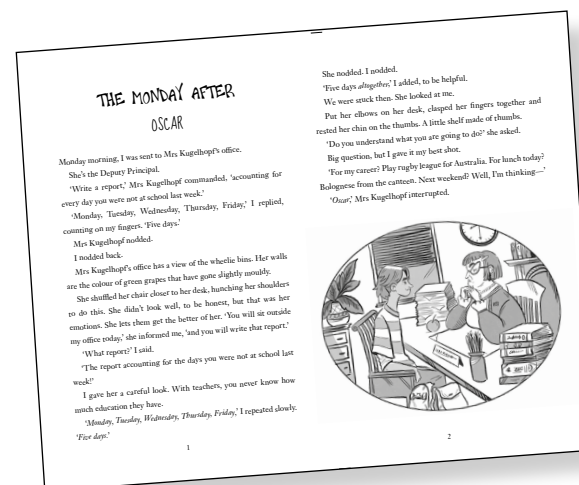 THE MONDAY AFTER
OSCAR
Monday morning, I was sent to Mrs Kugelhopf's office.
She's the Deputy Principal.
'Write a report,' Mrs Kugelhopf commanded, 'accounting for
every day you were not at school last week.'
'Monday, Tuesday, Wednesday, Thursday, Friday,' I replied,
counting on my fingers. 'Five days.'
Mrs Kugelhopf nodded.
I nodded back.
Mrs Kugelhopf's office has a view of the wheelie bins. Her walls
are the colour of green grapes that have gone slightly mouldy.
She shuffled her chair closer to her desk, hunching her shoulders
to do this. She didn't look well, to be honest, but that was her
emotions. She lets them get the better of her. 'You will sit outside
my office today,' she informed me, 'and you will write that report.'
'What report?' I said.
'The report accounting for the days you were not at school last
week!'
I gave her a careful look. With teachers, you never know how
much education they have.
'Monday, Tuesday, Wednesday, Thursday, Friday,' I repeated slowly.
'Five days.'
1
She nodded. I nodded.
'Five days altogether,' I added, to be helpful.
We were stuck then. She looked at me.
Put her elbows on her desk, clasped her fingers together and
rested her chin on the thumbs. A little shelf made of thumbs.
'Do you understand what you are going to do?' she asked.
Big question, but I gave it my best shot.
'For my career? Play rugby league for Australia. For lunch today?
Bolognese from the canteen. Next weekend? Well, I'm thinking—'
'Oscar,' Mrs Kugelhopf interrupted.
2